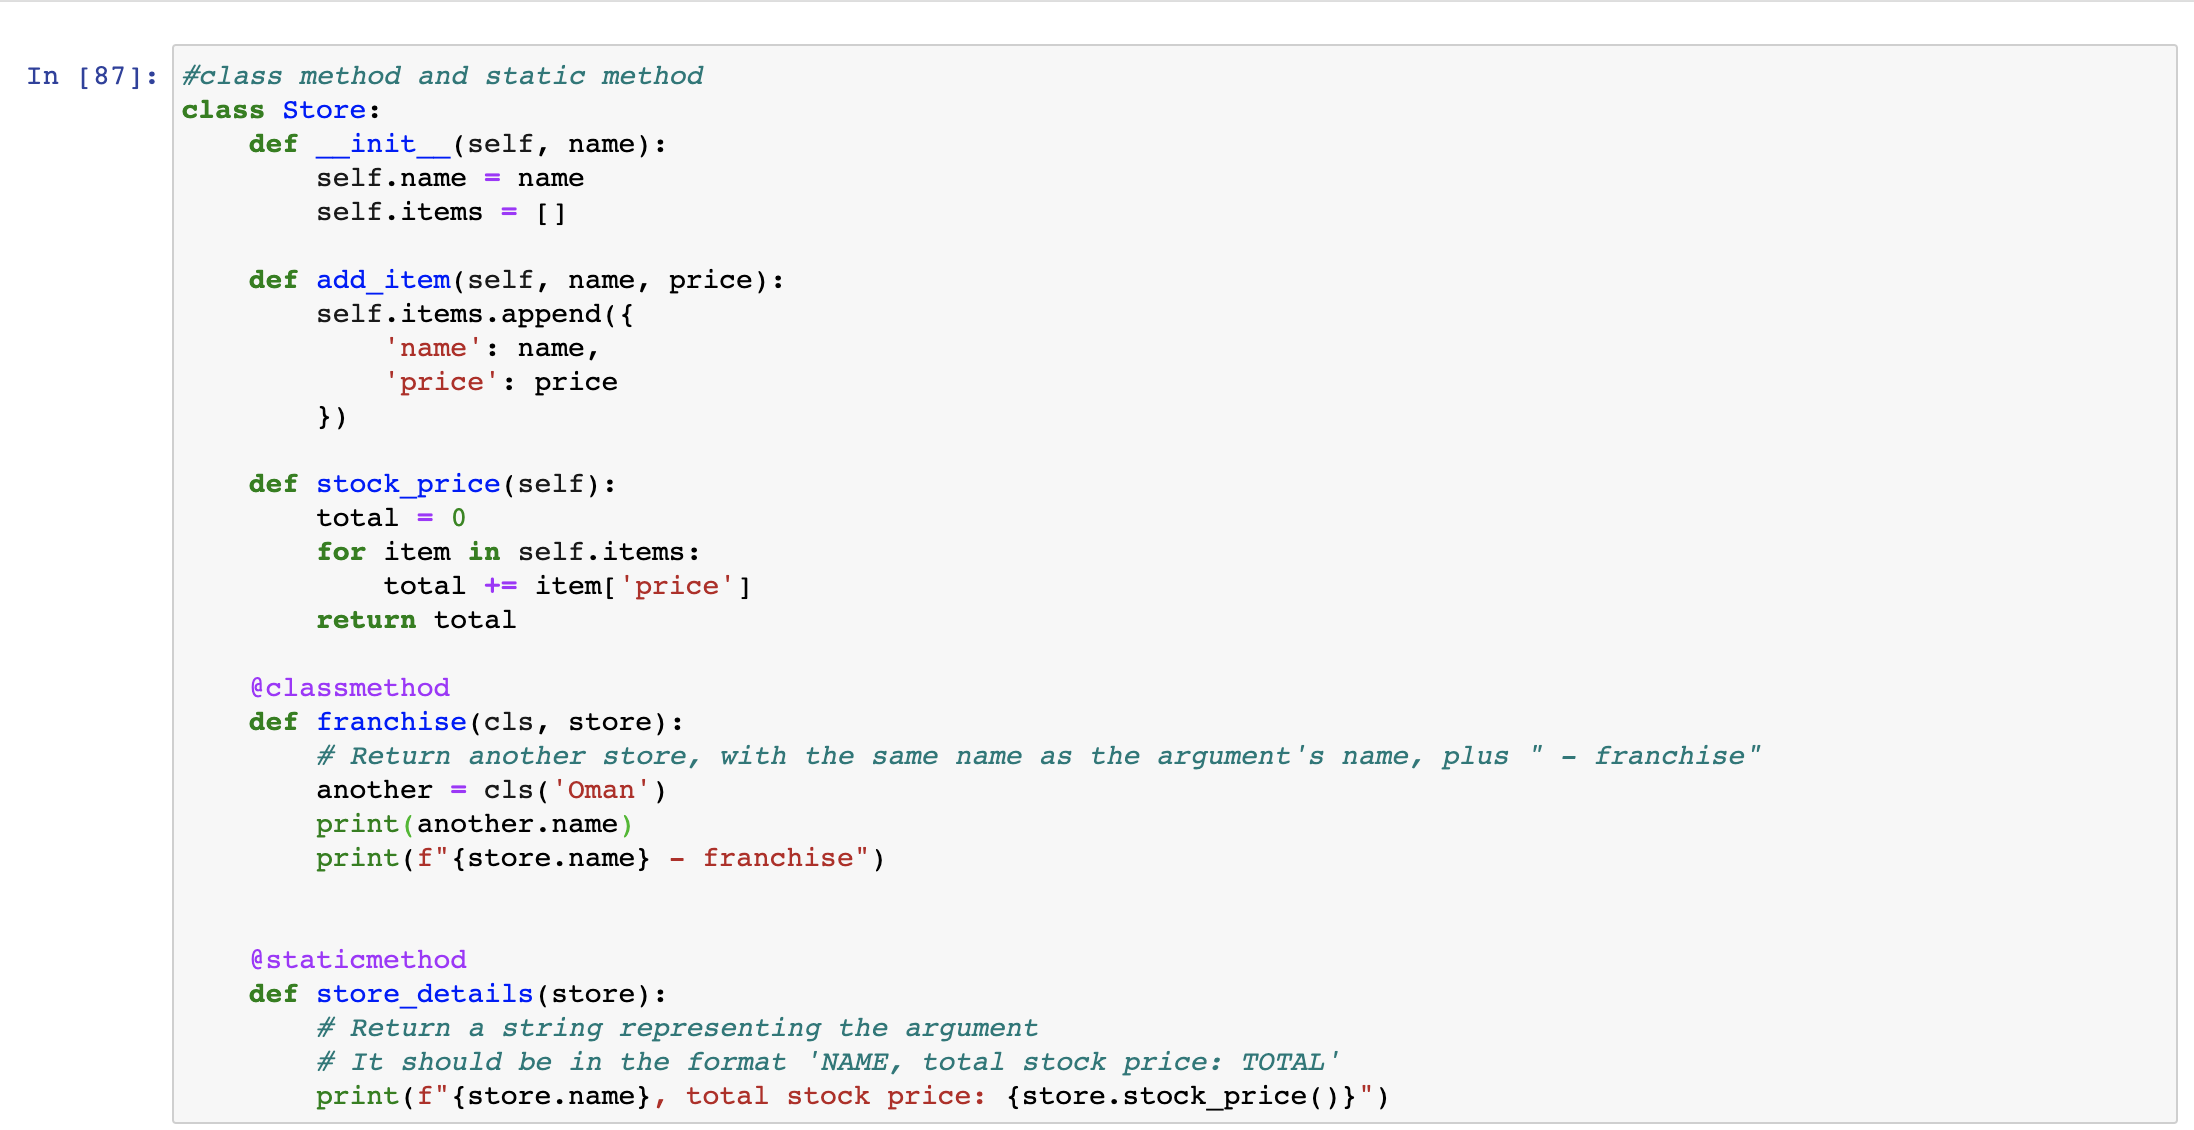 In [87]:
#class method and static method
class Store:
    def __init__(self, name):
        self.name = name
        self.items = []

    def add_item(self, name, price):
        self.items.append({
            'name': name,
            'price': price
        })

    def stock_price(self):
        total = 0
        for item in self.items:
            total += item['price']
        return total

    @classmethod
    def franchise(cls, store):
        # Return another store, with the same name as the argument's name, plus " - franchise"
        another = cls('Oman')
        print(another.name)
        print(f"{store.name} - franchise")


    @staticmethod
    def store_details(store):
        # Return a string representing the argument
        # It should be in the format 'NAME, total stock price: TOTAL'
        print(f"{store.name}, total stock price: {store.stock_price()}")